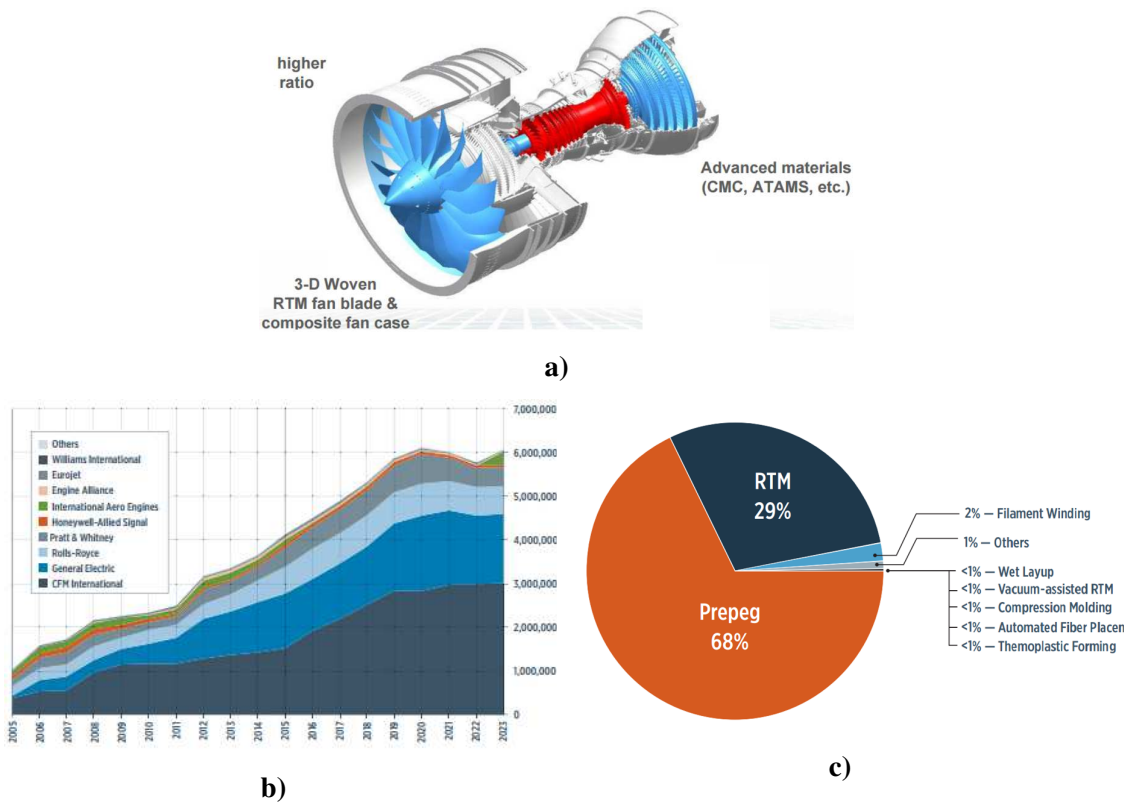 higher
ratio
Advanced materials
(CMC, ATAMS, etc.)
3-D Woven
RTM fan blade &
composite fan case
a)
7,000,000
6,000,000
5,000,000
4,000,000
3,000,000
2,000,000
1,000,000
0
Others
Williams International
Eurojet
Engine Alliance
International Aero Engines
Honeywell-Allied Signal
Pratt & Whitney
Rolls-Royce
General Electric
CFM International
2005
2006
2007
2008
2009
2010
2011
2012
2013
2014
2015
2016
2017
2018
2019
2020
2021
2022
2023
b)
RTM
29%
Prepeg
68%
2% — Filament Winding
1% — Others
<1% — Wet Layup
<1% — Vacuum-assisted RTM
<1% — Compression Molding
<1% — Automated Fiber Placen
<1% — Themoplastic Forming
c)